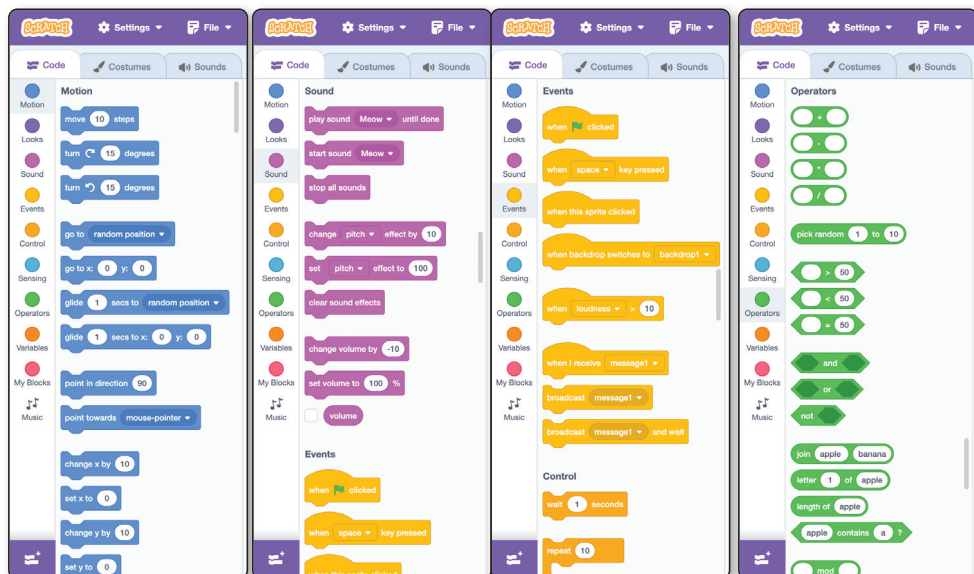 SCRATCH Settings File
Code Costumes Sounds
Motion
Looks
Sound
Events
Control
Sensing
Operators
Variables
My Blocks
Music
Motion
move 10 steps
turn 15 degrees
turn 15 degrees
go to random position
go to x: 0 y: 0
glide 1 secs to random position
glide 1 secs to x: 0 y: 0
point in direction 90
point towards mouse-pointer
change x by 10
set x to 0
change y by 10
set y to 0
SCRATCH Settings File
Code Costumes Sounds
Motion
Looks
Sound
Events
Control
Sensing
Operators
Variables
My Blocks
Music
Sound
play sound Meow until done
start sound Meow
stop all sounds
change pitch effect by 10
set pitch effect to 100
clear sound effects
change volume by -10
set volume to 100 %
volume
Events
when clicked
when space key pressed
when this sprite clicked
SCRATCH Settings File
Code Costumes Sounds
Motion
Looks
Sound
Events
Control
Sensing
Operators
Variables
My Blocks
Music
Events
when clicked
when space key pressed
when this sprite clicked
when backdrop switches to backdrop1
when loudness > 10
when I receive message1
broadcast message1
broadcast message1 and wait
Control
wait 1 seconds
repeat 10
SCRATCH Settings File
Code Costumes Sounds
Motion
Looks
Sound
Events
Control
Sensing
Operators
Variables
My Blocks
Music
Operators
+
-
*
/
pick random 1 to 10
> 50
< 50
= 50
and
or
not
join apple banana
letter 1 of apple
length of apple
apple contains a ?
mod